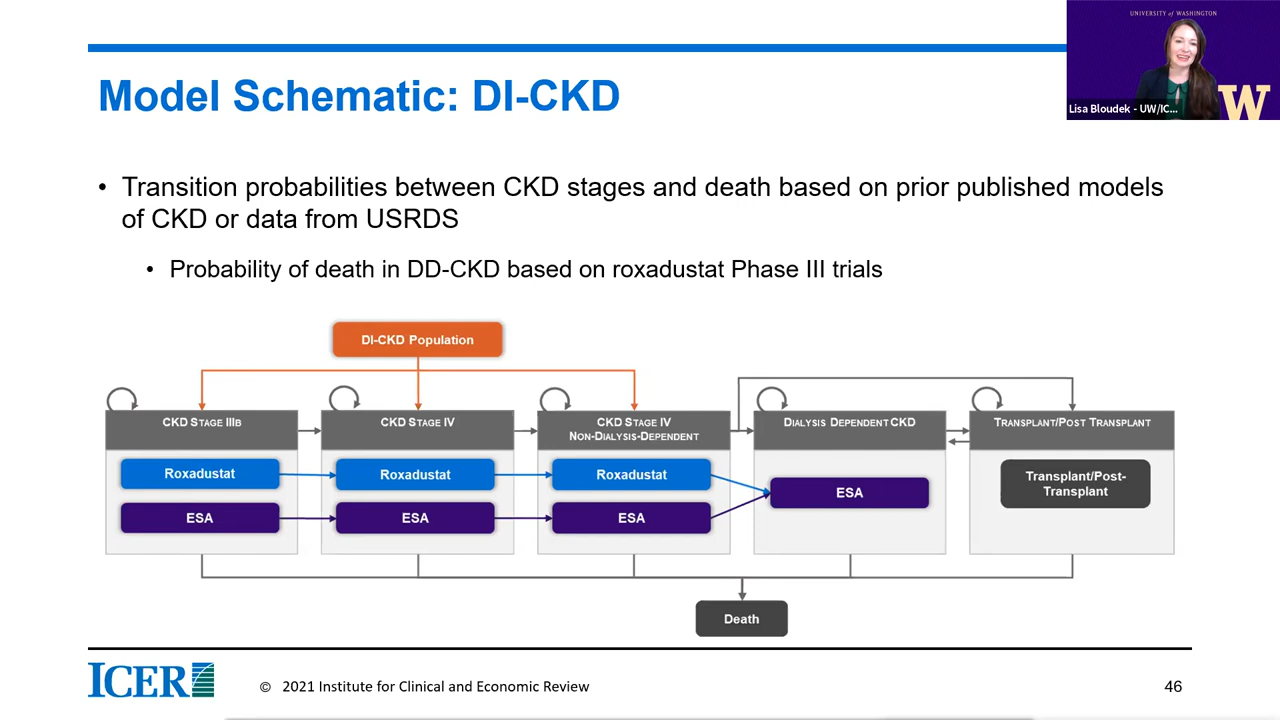 UNIVERSITY of WASHINGTON
W
Lisa Bloudek - UW/IC...
Model Schematic: DI-CKD
• Transition probabilities between CKD stages and death based on prior published models
of CKD or data from USRDS
• Probability of death in DD-CKD based on roxadustat Phase III trials
DI-CKD Population
CKD STAGE IIIB
CKD STAGE IV
CKD STAGE IV
NON-DIALYSIS-DEPENDENT
DIALYSIS DEPENDENT CKD
TRANSPLANT/POST TRANSPLANT
Roxadustat
Roxadustat
Roxadustat
ESA
Transplant/Post-
Transplant
ESA
ESA
ESA
Death
ICER
© 2021 Institute for Clinical and Economic Review
46